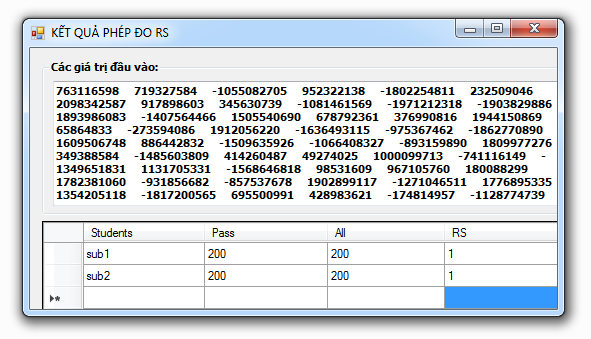 KẾT QUẢ PHÉP ĐO RS
Các giá trị đầu vào:
763116598 719327584 -1055082705 952322138 -1802254811 232509046
2098342587 917898603 345630739 -1081461569 -1971212318 -1903829886
1893986083 -1407564466 1505540690 678792361 376990816 1944150869
65864833 -273594086 1912056220 -1636493115 -975367462 -1862770890
1609506748 886442832 -1509635926 -1066408327 -893159890 1809977276
349388584 -1485603809 414260487 49274025 1000099713 -741116149 -
1349651831 1131705331 -1568646818 98531609 967105760 180088299
1782381060 -931856682 -857537678 1902899117 -1271046511 1776895335
1354205118 -1817200565 695500991 428983621 -174814957 -1128774739
Students Pass All RS
sub1 200 200 1
sub2 200 200 1